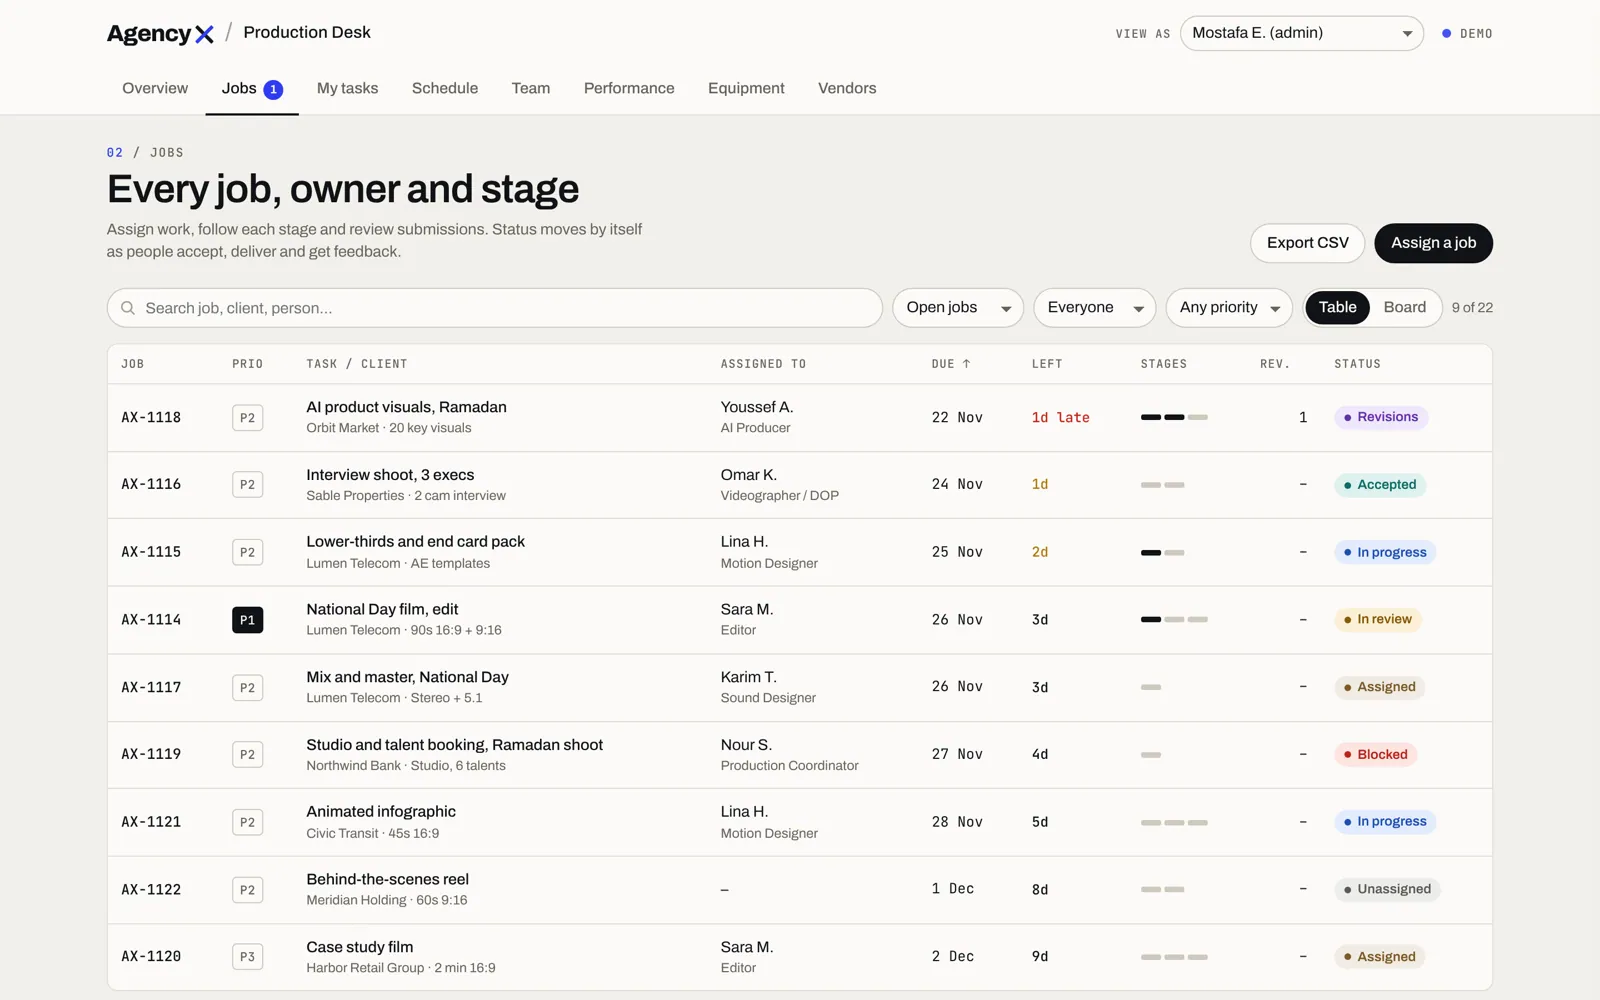 AgencyX / Production Desk
VIEW AS Mostafa E. (admin) DEMO
Overview Jobs 1 My tasks Schedule Team Performance Equipment Vendors
02 / JOBS
Every job, owner and stage
Assign work, follow each stage and review submissions. Status moves by itself
as people accept, deliver and get feedback.
Export CSV Assign a job
Search job, client, person... Open jobs Everyone Any priority Table Board 9 of 22
JOB PRIO TASK / CLIENT ASSIGNED TO DUE ↑ LEFT STAGES REV. STATUS
AX-1118 P2 AI product visuals, Ramadan Youssef A. 22 Nov 1d late 1 Revisions
Orbit Market · 20 key visuals AI Producer
AX-1116 P2 Interview shoot, 3 execs Omar K. 24 Nov 1d – Accepted
Sable Properties · 2 cam interview Videographer / DOP
AX-1115 P2 Lower-thirds and end card pack Lina H. 25 Nov 2d – In progress
Lumen Telecom · AE templates Motion Designer
AX-1114 P1 National Day film, edit Sara M. 26 Nov 3d – In review
Lumen Telecom · 90s 16:9 + 9:16 Editor
AX-1117 P2 Mix and master, National Day Karim T. 26 Nov 3d – Assigned
Lumen Telecom · Stereo + 5.1 Sound Designer
AX-1119 P2 Studio and talent booking, Ramadan shoot Nour S. 27 Nov 4d – Blocked
Northwind Bank · Studio, 6 talents Production Coordinator
AX-1121 P2 Animated infographic Lina H. 28 Nov 5d – In progress
Civic Transit · 45s 16:9 Motion Designer
AX-1122 P2 Behind-the-scenes reel – 1 Dec 8d – Unassigned
Meridian Holding · 60s 9:16
AX-1120 P3 Case study film Sara M. 2 Dec 9d – Assigned
Harbor Retail Group · 2 min 16:9 Editor